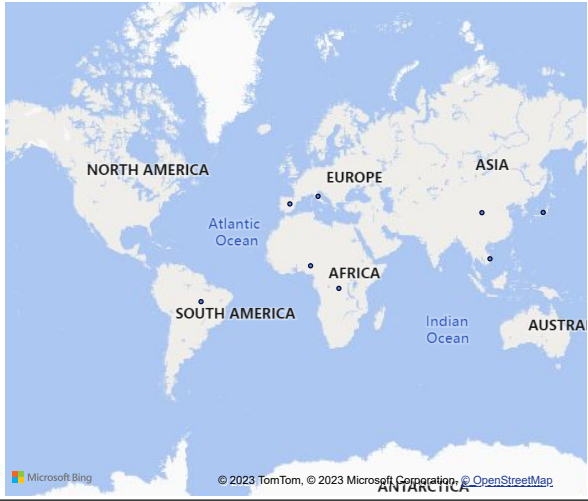 ASIA
NORTH AMERICA
EUROPE
Atlantic
Ocean
AFRICA
SOUTH AMERICA
Indian
Ocean
AUSTRA
Microsoft Bing
© 2023 TomTom, © 2023 Microsoft Corporation, © OpenStreetMap
ANTARCTICA